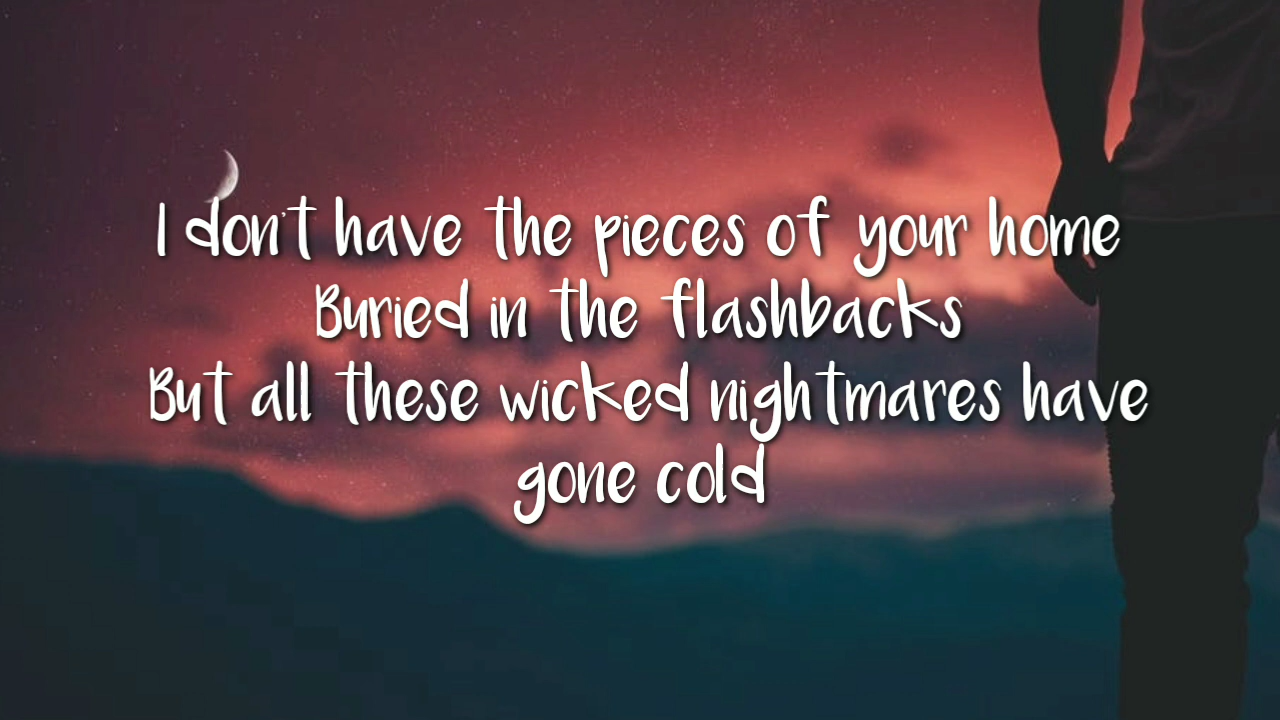 I don't have the pieces of your home
Buried in the flashbacks
But all these wicked nightmares have
gone cold